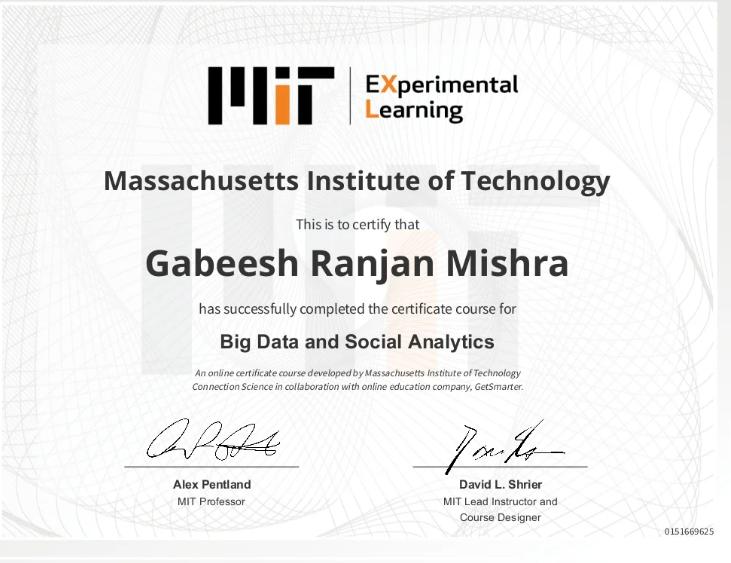 MIT
EXperimental
Learning
Massachusetts Institute of Technology
This is to certify that
Gabeesh Ranjan Mishra
has successfully completed the certificate course for
Big Data and Social Analytics
An online certificate course developed by Massachusetts Institute of Technology
Connection Science in collaboration with online education company, GetSmarter.
Alex Pentland
MIT Professor
David L. Shrier
MIT Lead Instructor and
Course Designer
0151669625